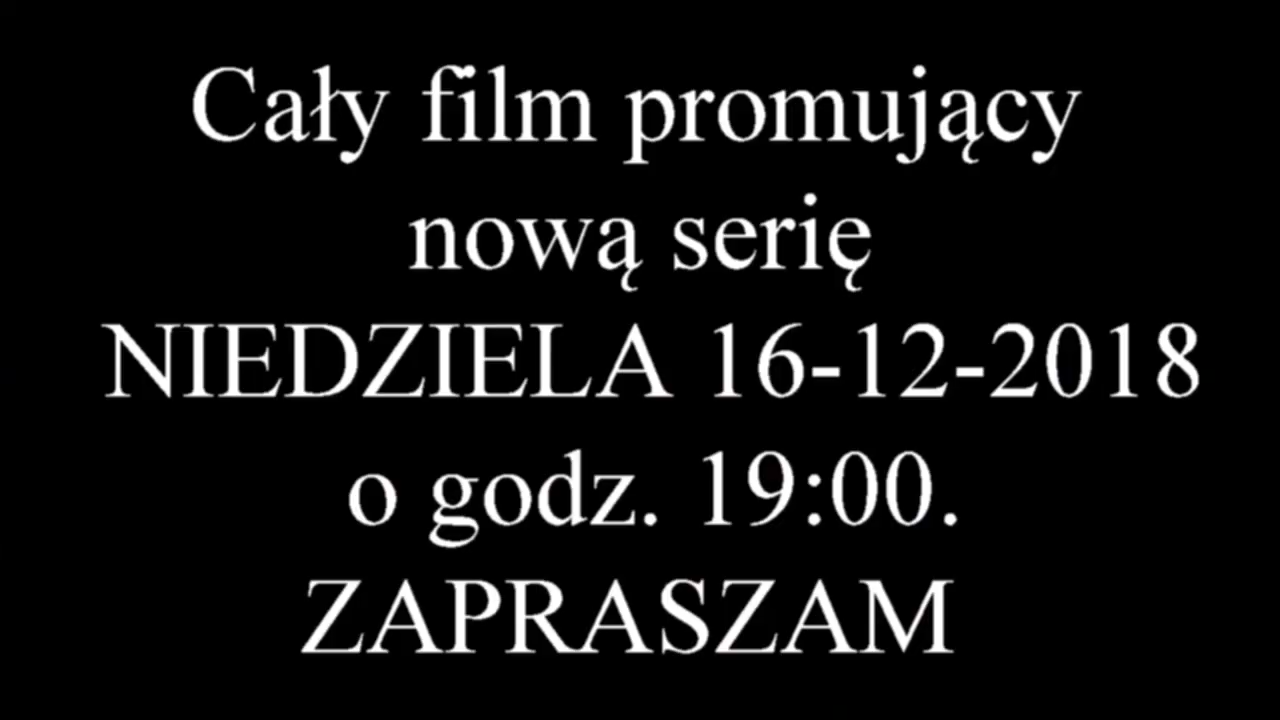 Cały film promujący
nową serię
NIEDZIELA 16-12-2018
o godz. 19:00.
ZAPRASZAM